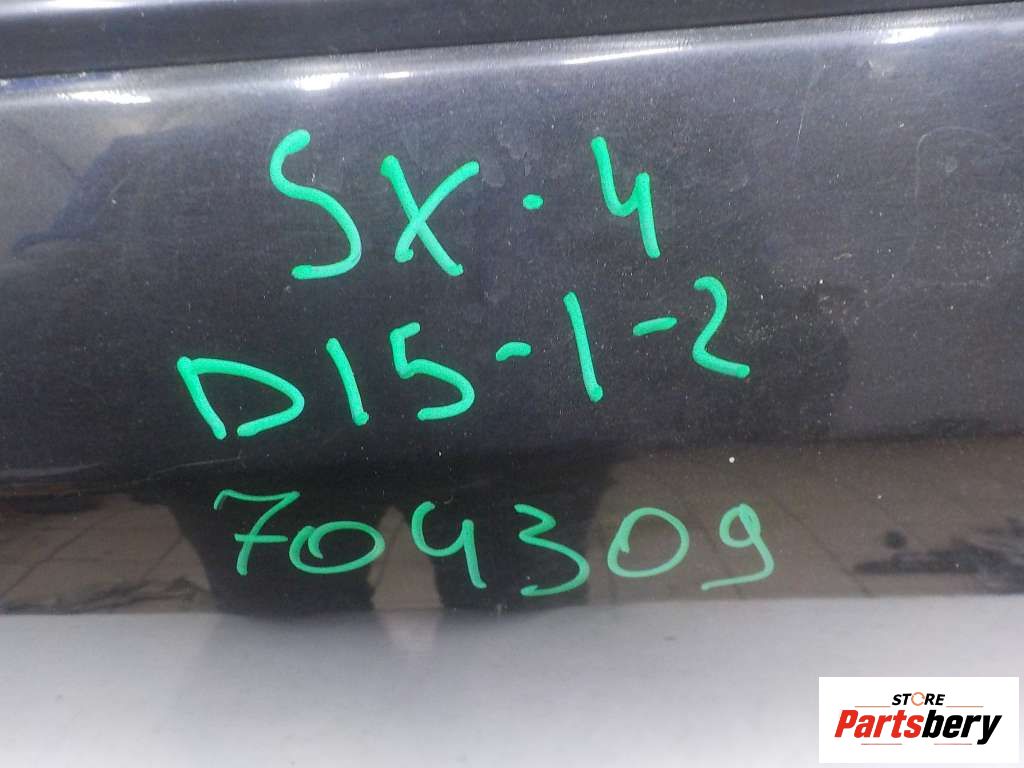 SX·4
D15-1-2
704309
STORE
Partsbery